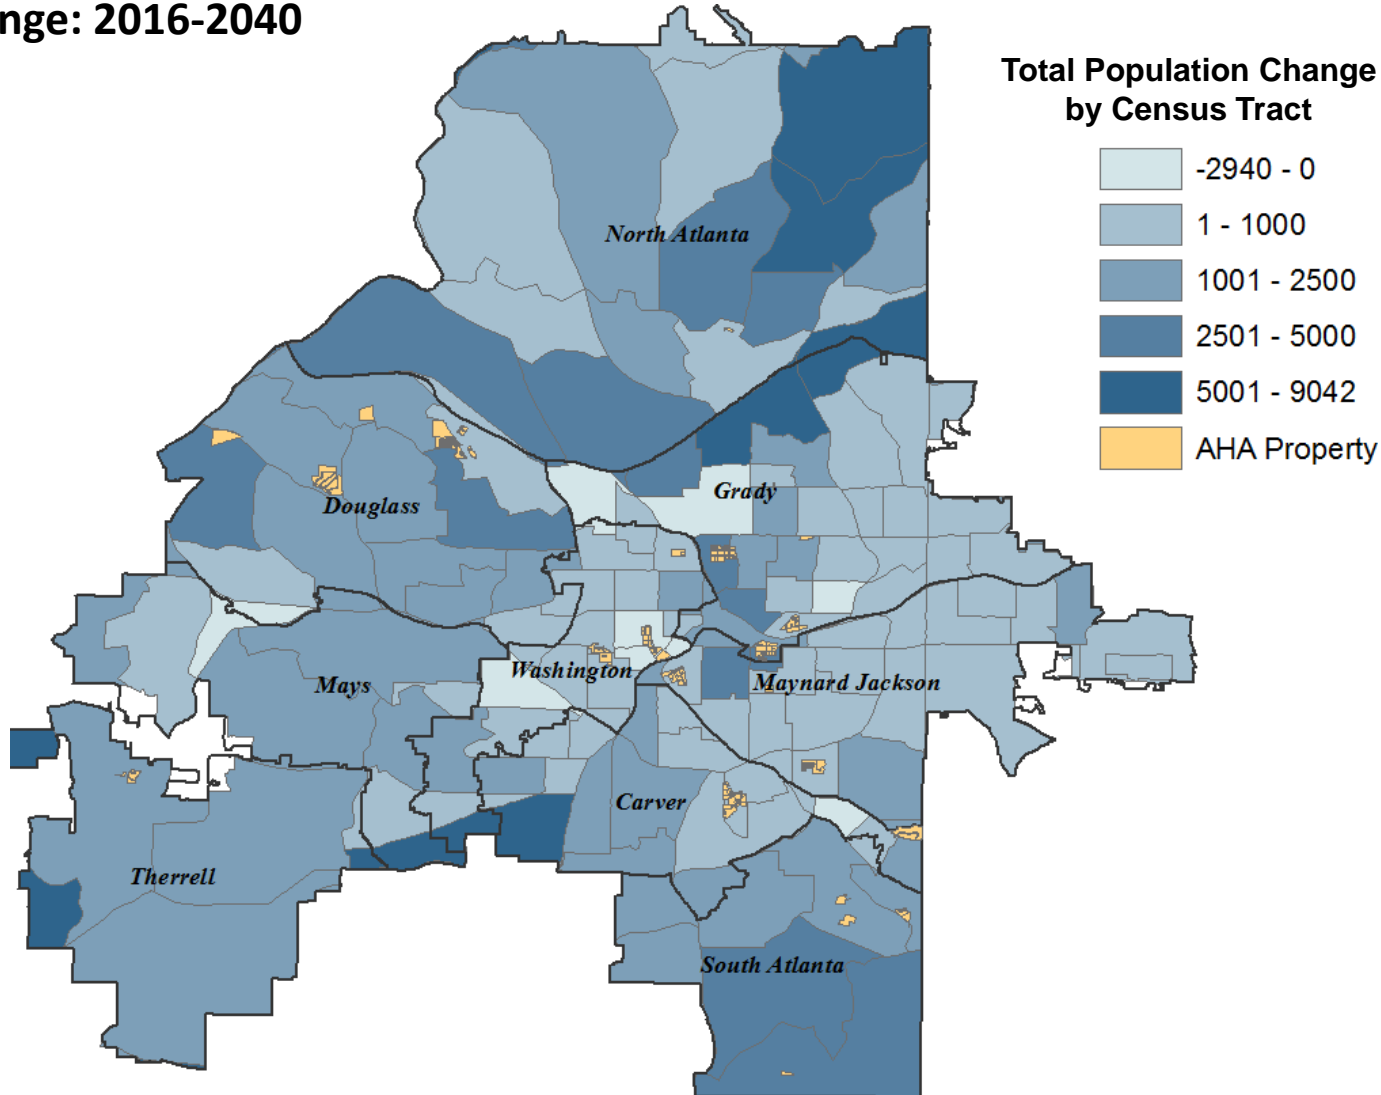 nge: 2016-2040
Total Population Change
by Census Tract
-2940 - 0
1 - 1000
1001 - 2500
2501 - 5000
5001 - 9042
AHA Property
North Atlanta
Grady
Douglass
Washington
Mays
Maynard Jackson
Carver
Therrell
South Atlanta